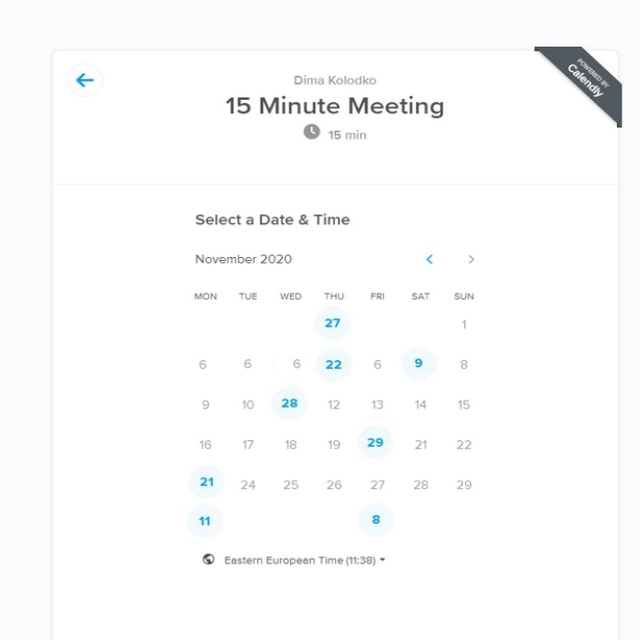 POWERED BY
Calendly
Dima Kolodko
15 Minute Meeting
15 min
Select a Date & Time
November 2020
MON TUE WED THU FRI SAT SUN
27 1
6 6 6 22 6 9 8
9 10 28 12 13 14 15
16 17 18 19 29 21 22
21 24 25 26 27 28 29
11 8
Eastern European Time (11:38)